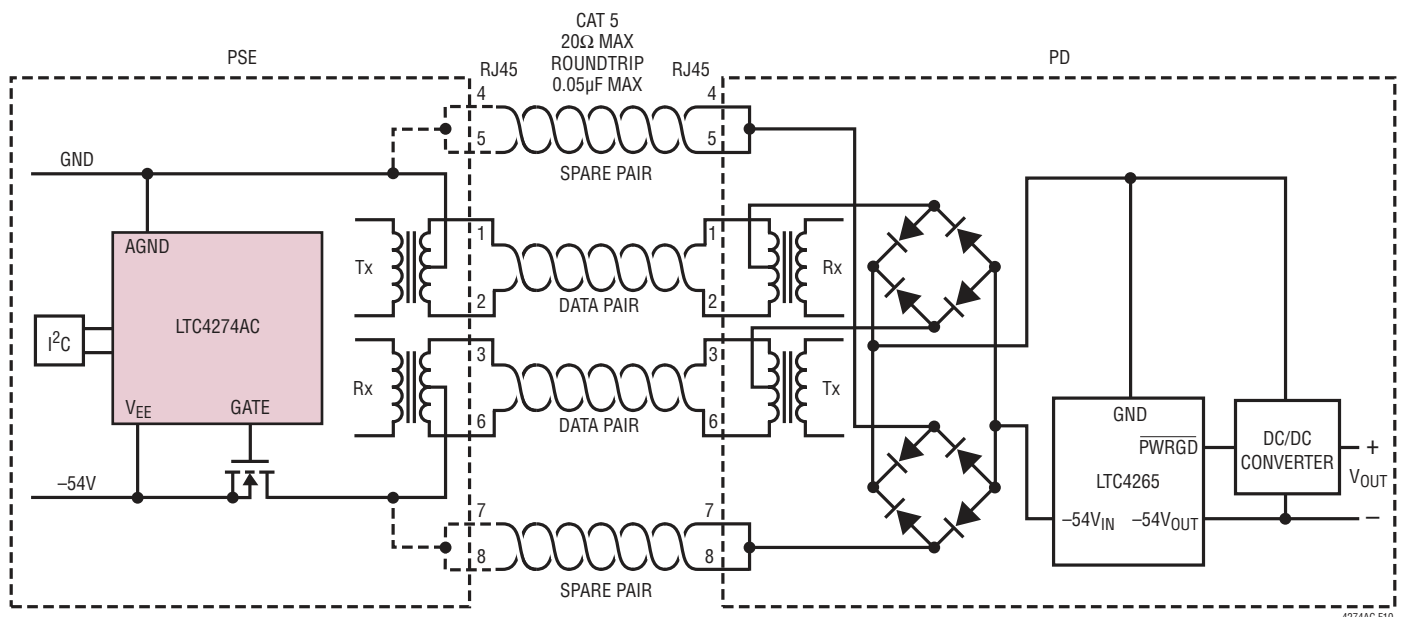 CAT 5
20Ω MAX
ROUNDTRIP
0.05µF MAX
PSE
RJ45
RJ45
PD
4
4
5
5
SPARE PAIR
GND
1
1
AGND
Tx
Rx
2
2
DATA PAIR
LTC4274AC
I²C
3
3
Rx
Tx
VEE
GATE
6
6
DATA PAIR
GND
PWRGD
DC/DC
CONVERTER
+
VOUT
LTC4265
–54V
–54VIN
–54VOUT
–
7
7
8
8
SPARE PAIR
4274AC F10